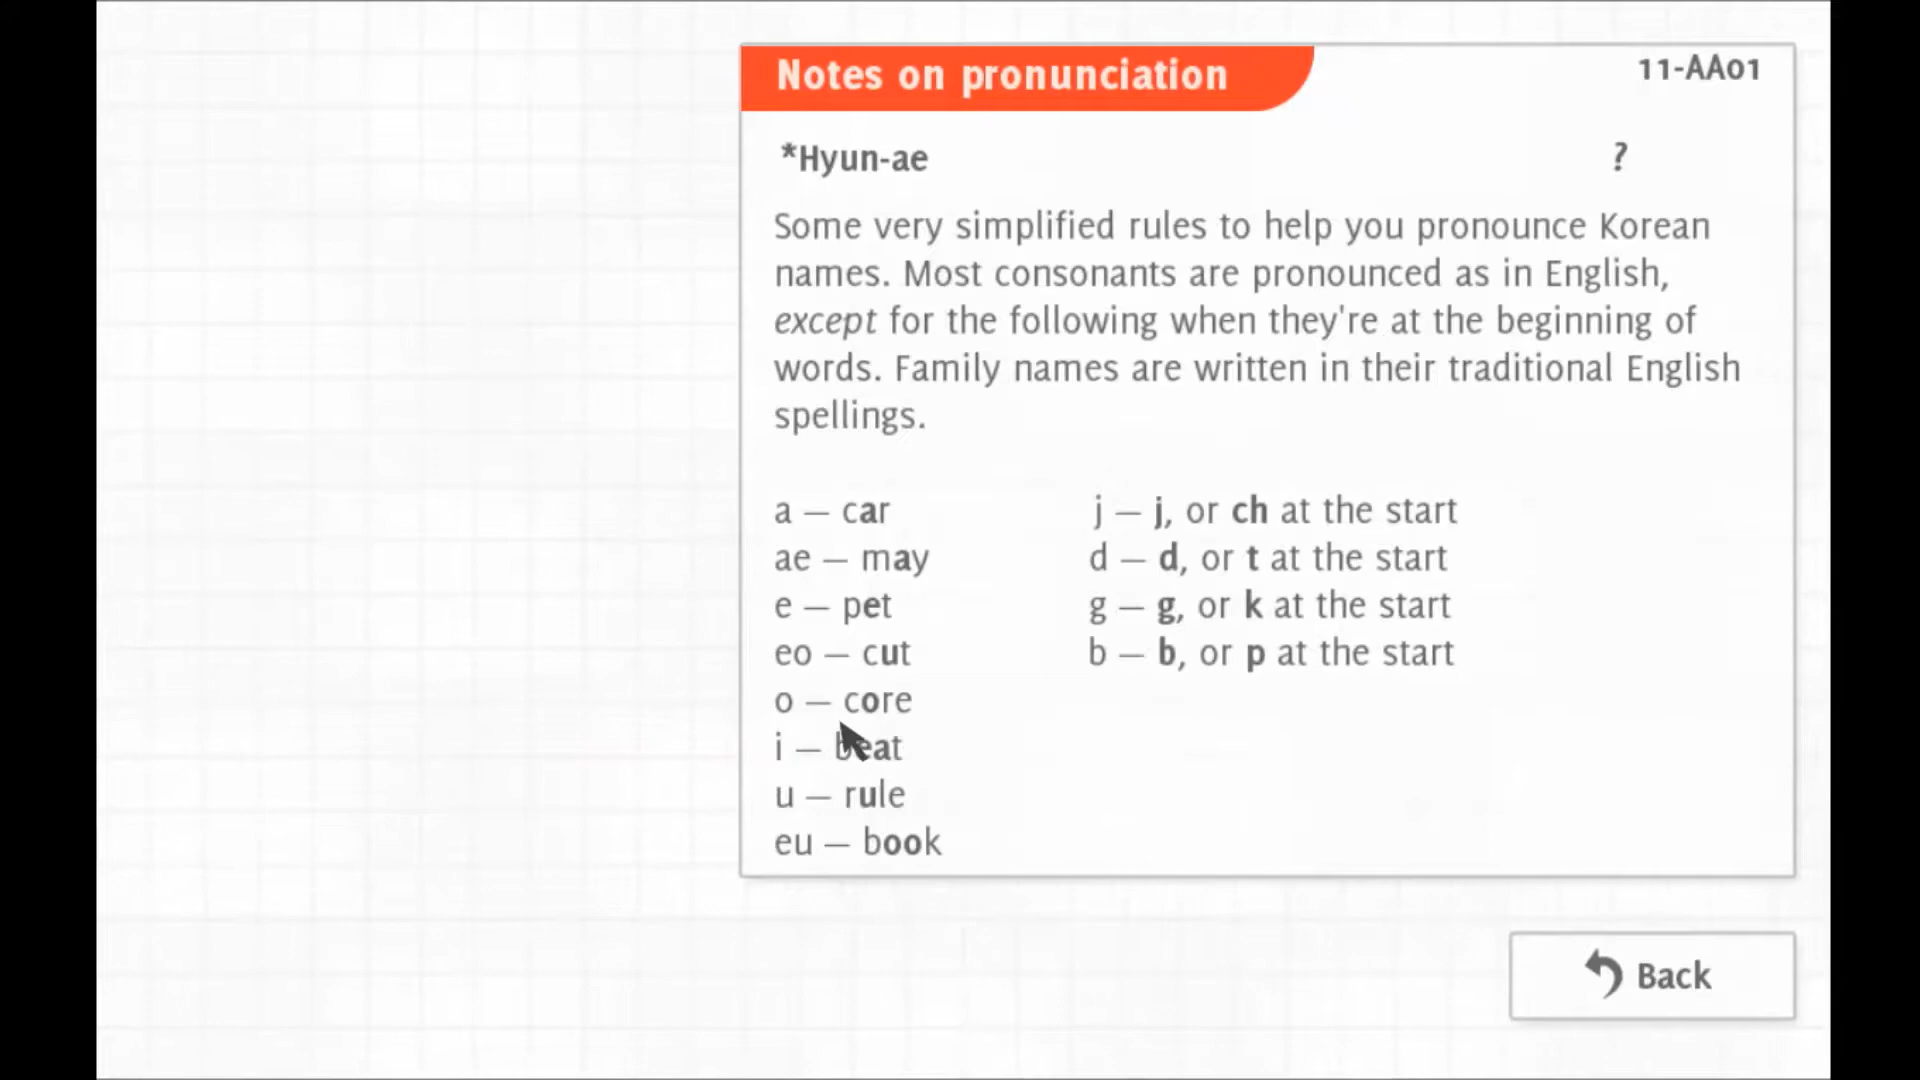 Notes on pronunciation
11-AA01
*Hyun-ae
?
Some very simplified rules to help you pronounce Korean
names. Most consonants are pronounced as in English,
except for the following when they're at the beginning of
words. Family names are written in their traditional English
spellings.
a — car
ae — may
e — pet
eo — cut
o — core
i — beat
u — rule
eu — book
j — j, or ch at the start
d — d, or t at the start
g — g, or k at the start
b — b, or p at the start
Back